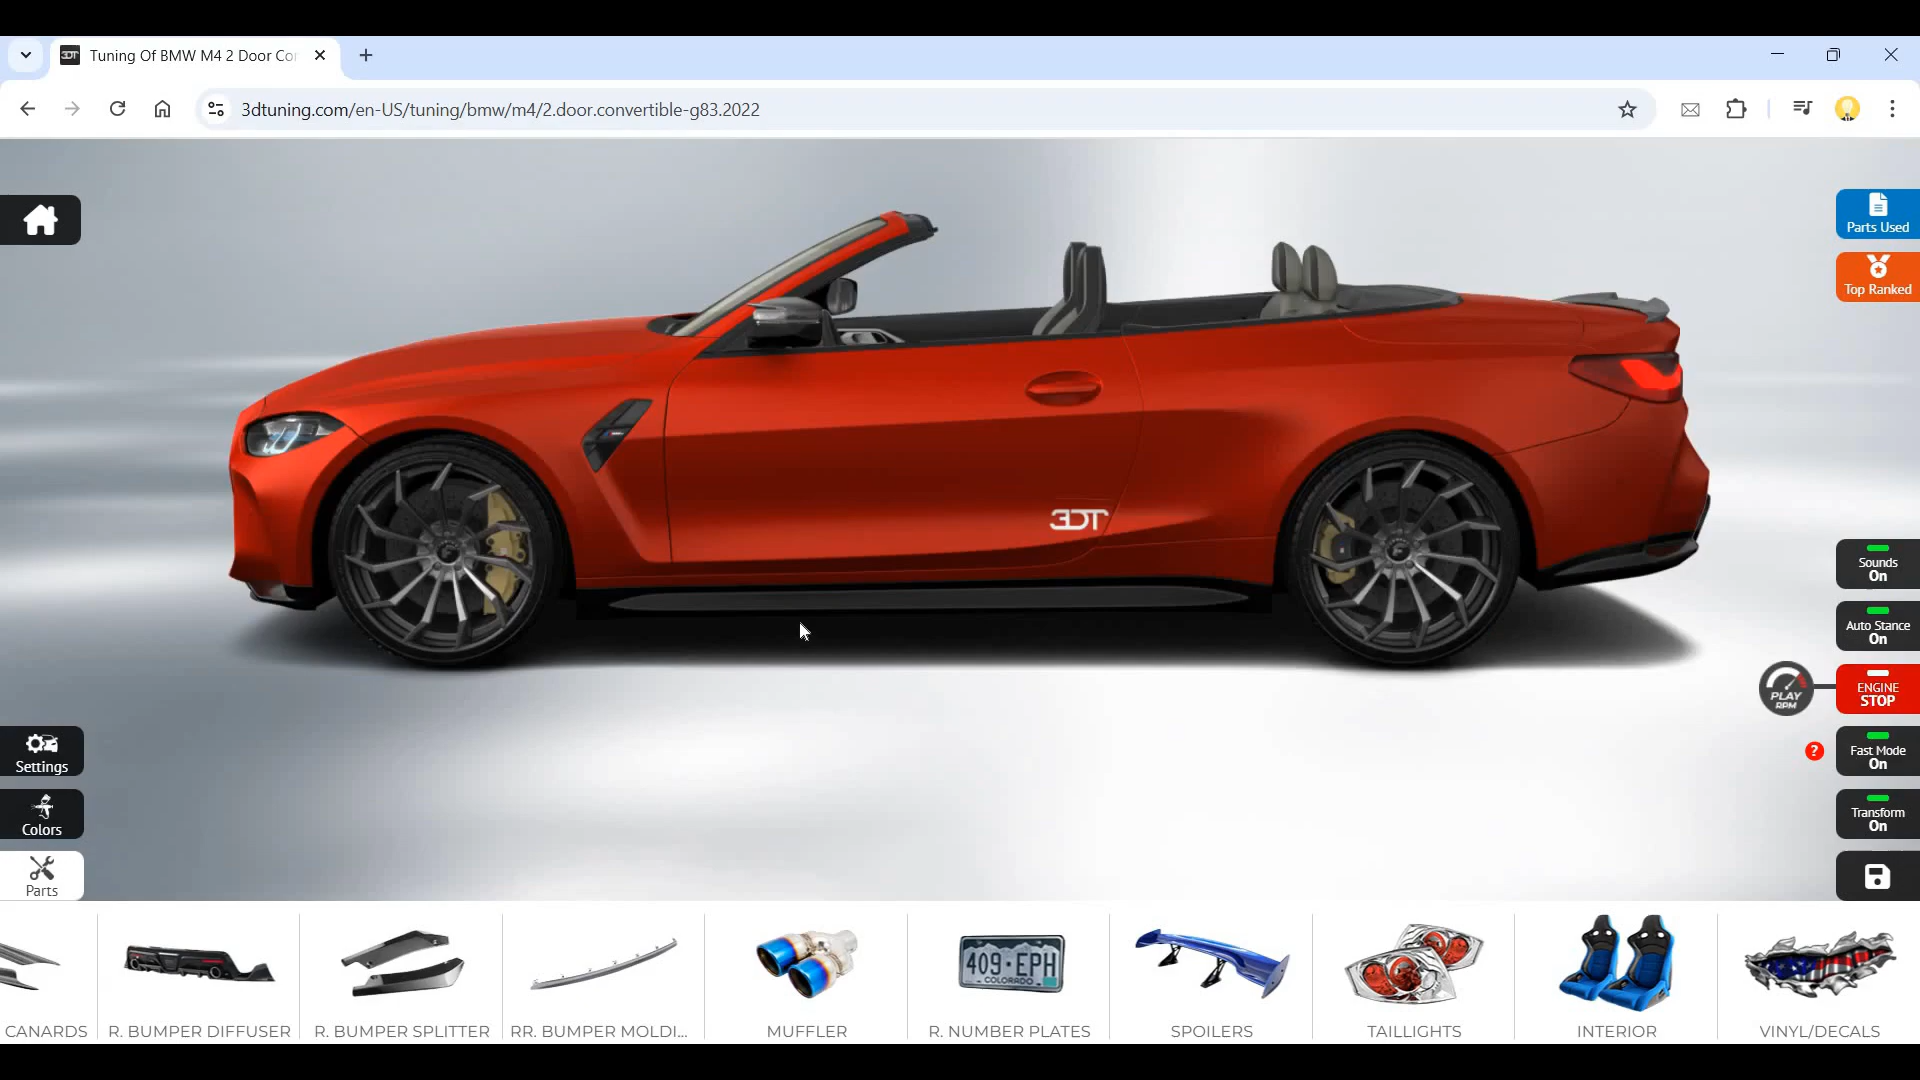 Tuning Of BMW M4 2 Door Co
3dtuning.com/en-US/tuning/bmw/m4/2.door.convertible-g83.2022
Parts Used
Top Ranked
3DT
Sounds
On
Auto Stance
On
PLAY
RPM
ENGINE
STOP
?
Fast Mode
On
Transform
On
Settings
Colors
Parts
409·EPH
COLORADO
CANARDS
R. BUMPER DIFFUSER
R. BUMPER SPLITTER
RR. BUMPER MOLDI...
MUFFLER
R. NUMBER PLATES
SPOILERS
TAILLIGHTS
INTERIOR
VINYL/DECALS